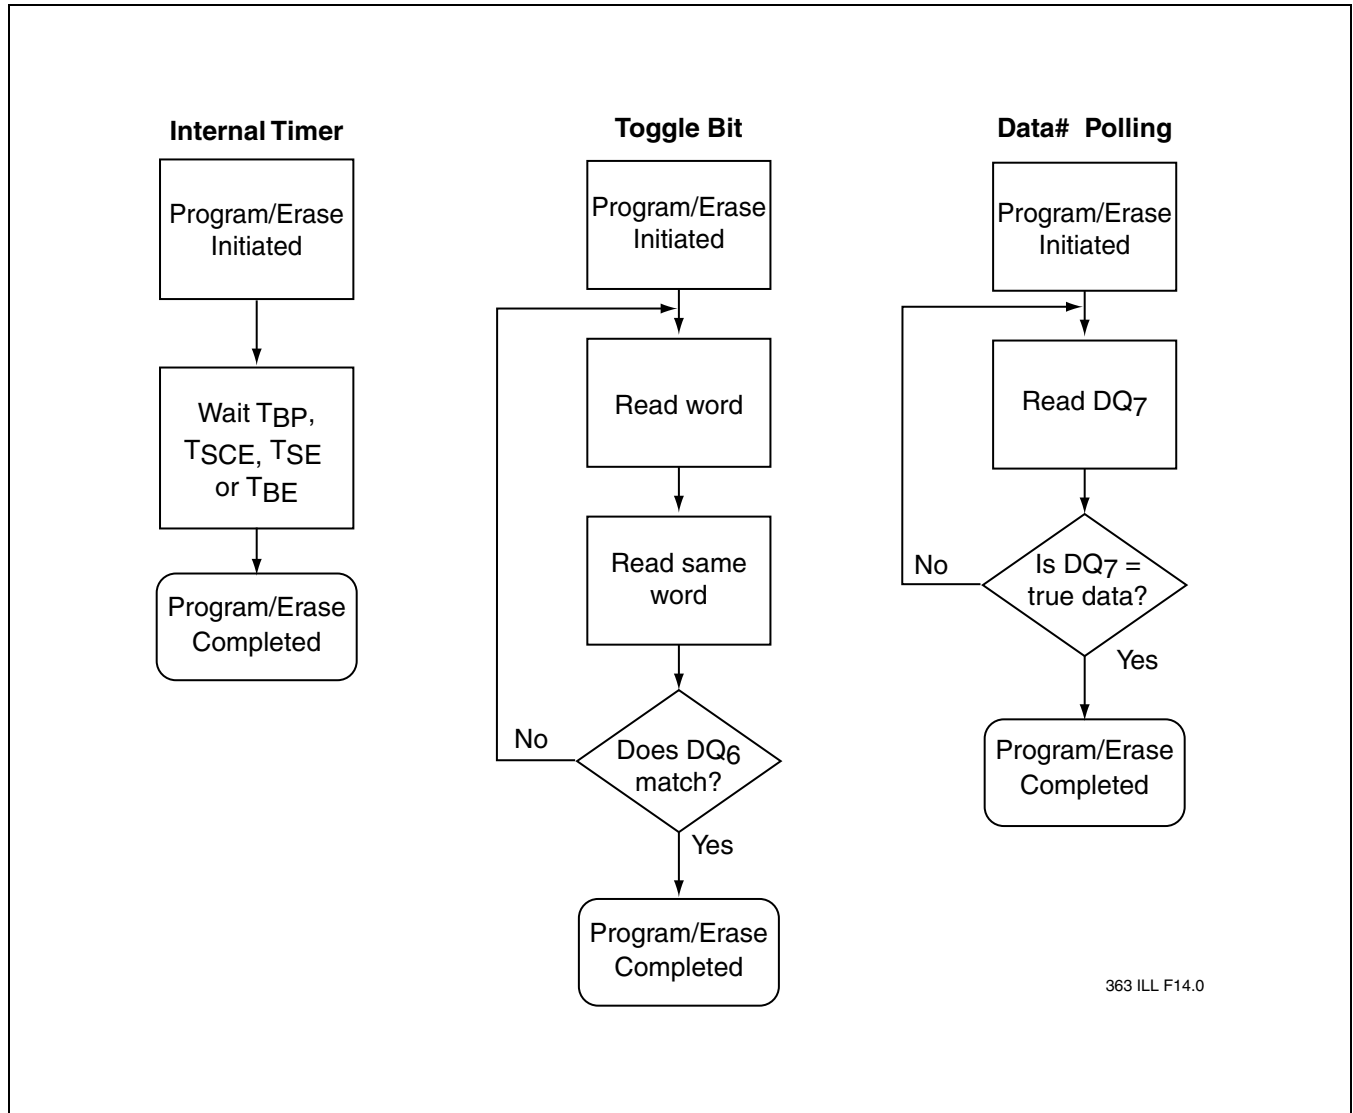 Internal Timer
Program/Erase
Initiated
Wait TBP,
TSCE, TSE
or TBE
Program/Erase
Completed
Toggle Bit
Program/Erase
Initiated
Read word
Read same
word
Does DQ6
match?
No
Yes
Program/Erase
Completed
Data# Polling
Program/Erase
Initiated
Read DQ7
Is DQ7 =
true data?
No
Yes
Program/Erase
Completed
363 ILL F14.0